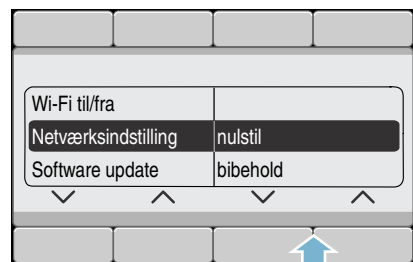 Wi-Fi til/fra
Netværksindstilling nulstil
Software update bibehold